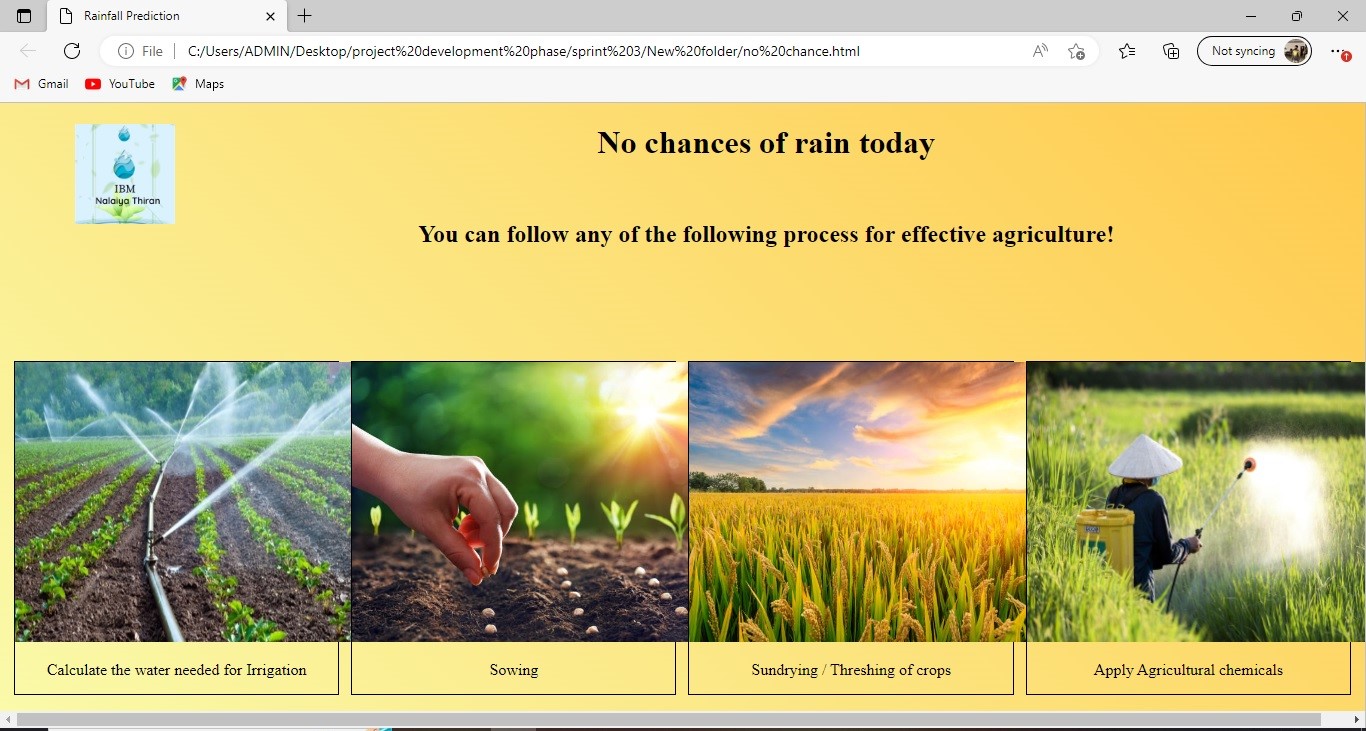 Rainfall Prediction
File
C:/Users/ADMIN/Desktop/project%20development%20phase/sprint%203/New%20folder/no%20chance.html
Not syncing
Gmail
YouTube
Maps
IBM
Nalaiya Thiran
No chances of rain today
You can follow any of the following process for effective agriculture!
Calculate the water needed for Irrigation
Sowing
Sundrying / Threshing of crops
Apply Agricultural chemicals